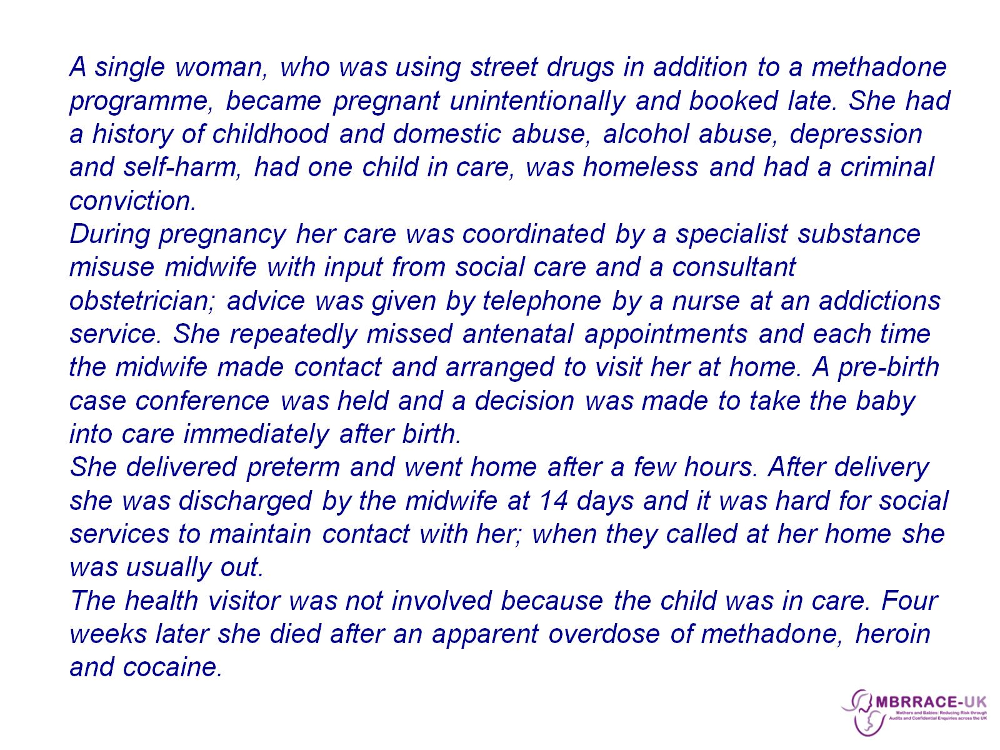 A single woman, who was using street drugs in addition to a methadone
programme, became pregnant unintentionally and booked late. She had
a history of childhood and domestic abuse, alcohol abuse, depression
and self-harm, had one child in care, was homeless and had a criminal
conviction.
During pregnancy her care was coordinated by a specialist substance
misuse midwife with input from social care and a consultant
obstetrician; advice was given by telephone by a nurse at an addictions
service. She repeatedly missed antenatal appointments and each time
the midwife made contact and arranged to visit her at home. A pre-birth
case conference was held and a decision was made to take the baby
into care immediately after birth.
She delivered preterm and went home after a few hours. After delivery
she was discharged by the midwife at 14 days and it was hard for social
services to maintain contact with her; when they called at her home she
was usually out.
The health visitor was not involved because the child was in care. Four
weeks later she died after an apparent overdose of methadone, heroin
and cocaine.
MBRRACE-UK
Mothers and Babies: Reducing Risk through
Audits and Confidential Enquiries across the UK